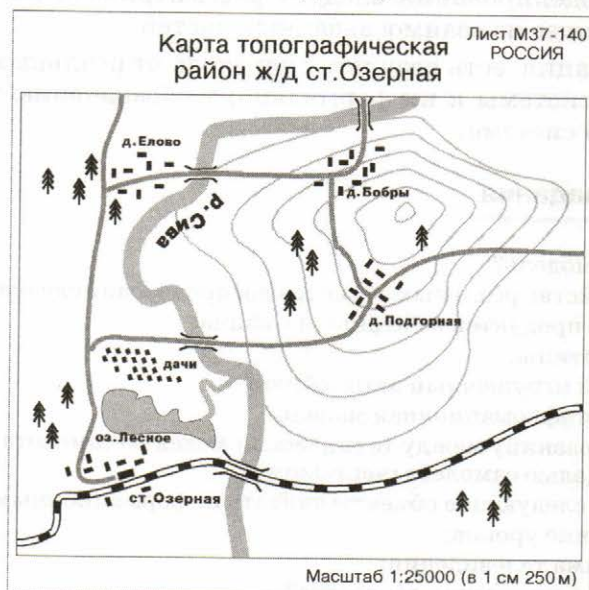 Карта топографическая
район ж/д ст.Озерная
Лист М37-140
РОССИЯ
д.Елово
р.Сива
д.Бобры
д.Подгорная
дачи
оз.Лесное
ст.Озерная
Масштаб 1:25000 (в 1 см 250м)